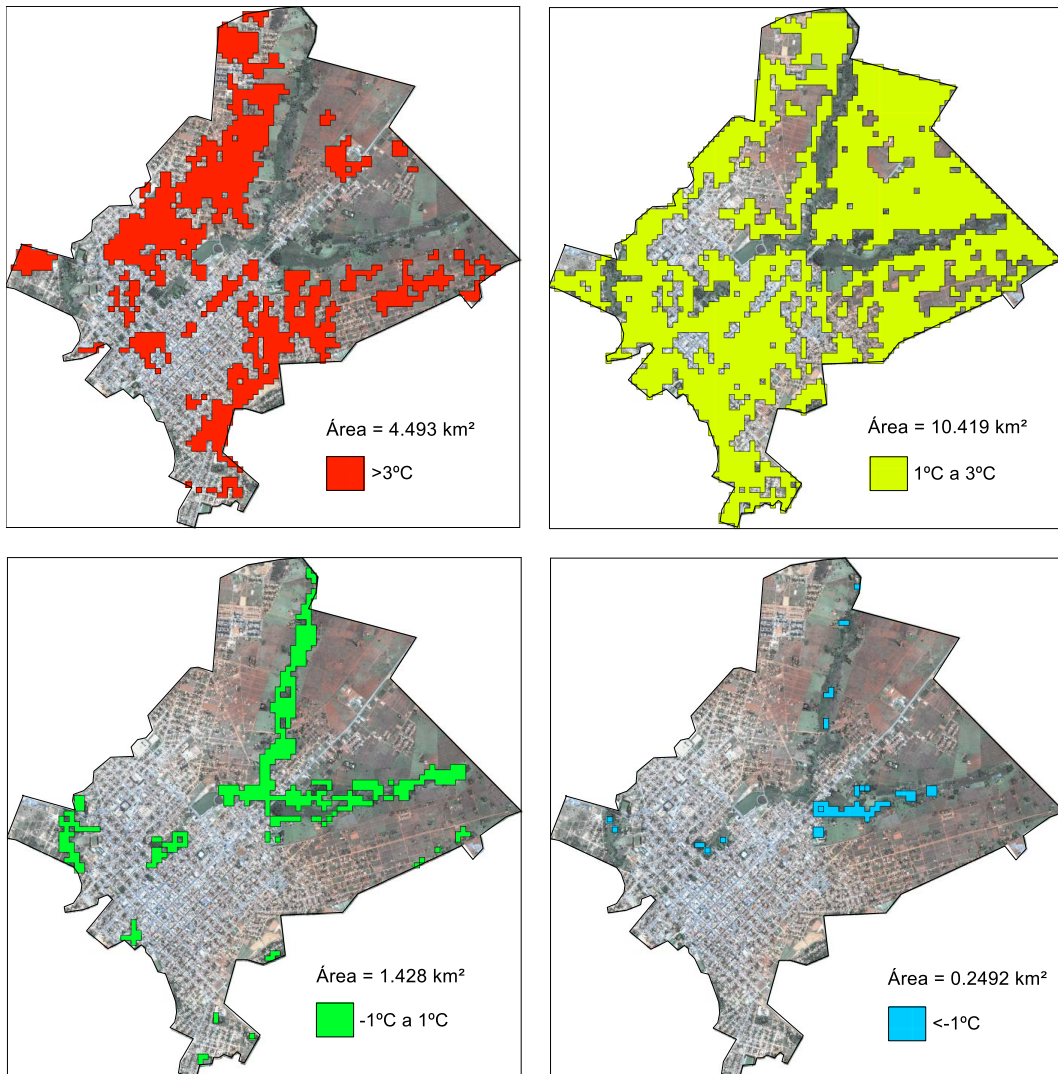 Área = 4.493 km²
>3ºC
Área = 10.419 km²
1ºC a 3ºC
Área = 1.428 km²
-1ºC a 1ºC
Área = 0.2492 km²
<-1ºC